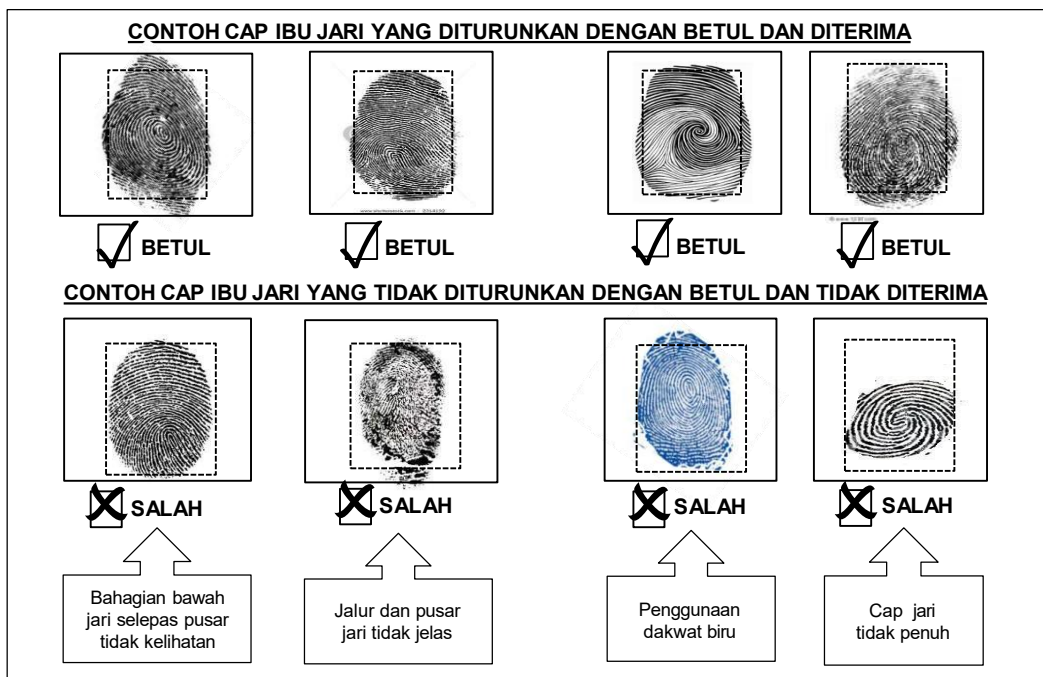 CONTOH CAP IBU JARI YANG DITURUNKAN DENGAN BETUL DAN DITERIMA
BETUL
BETUL
BETUL
BETUL
CONTOH CAP IBU JARI YANG TIDAK DITURUNKAN DENGAN BETUL DAN TIDAK DITERIMA
SALAH
SALAH
SALAH
SALAH
Bahagian bawah
jari selepas pusar
tidak kelihatan
Jalur dan pusar
jari tidak jelas
Penggunaan
dakwat biru
Cap jari
tidak penuh